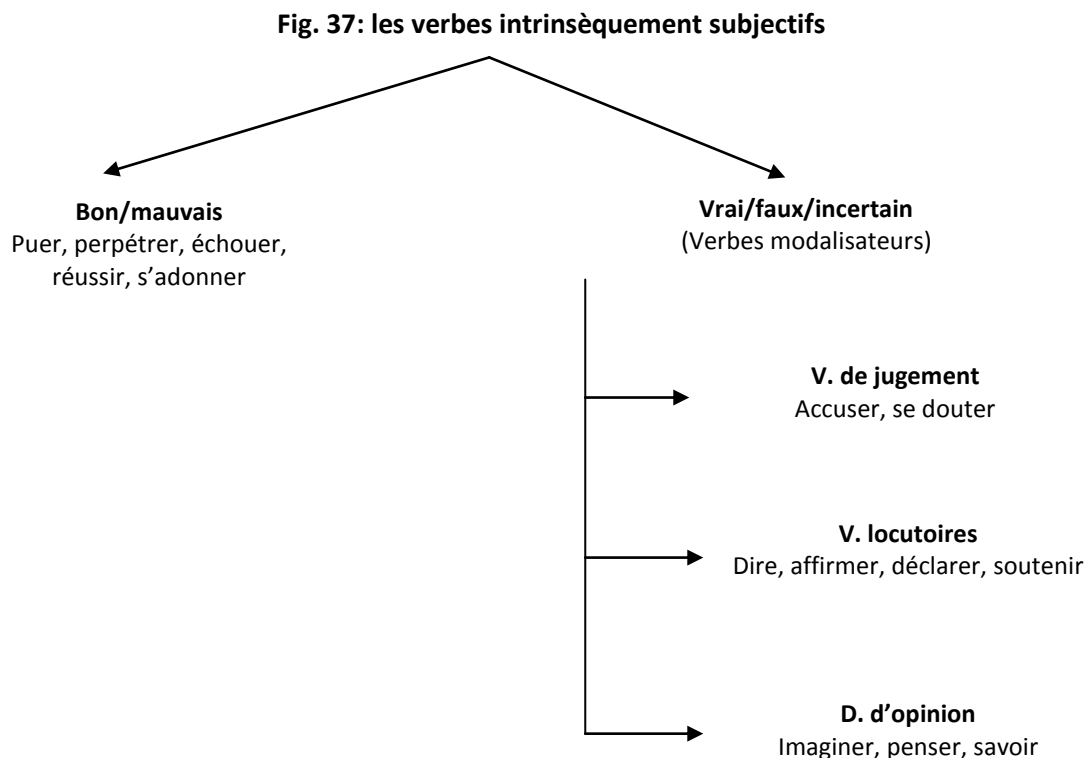 Fig. 37: les verbes intrinsèquement subjectifs
Bon/mauvais
Puer, perpétrer, échouer,
réussir, s’adonner
Vrai/faux/incertain
(Verbes modalisateurs)
V. de jugement
Accuser, se douter
V. locutoires
Dire, affirmer, déclarer, soutenir
D. d’opinion
Imaginer, penser, savoir